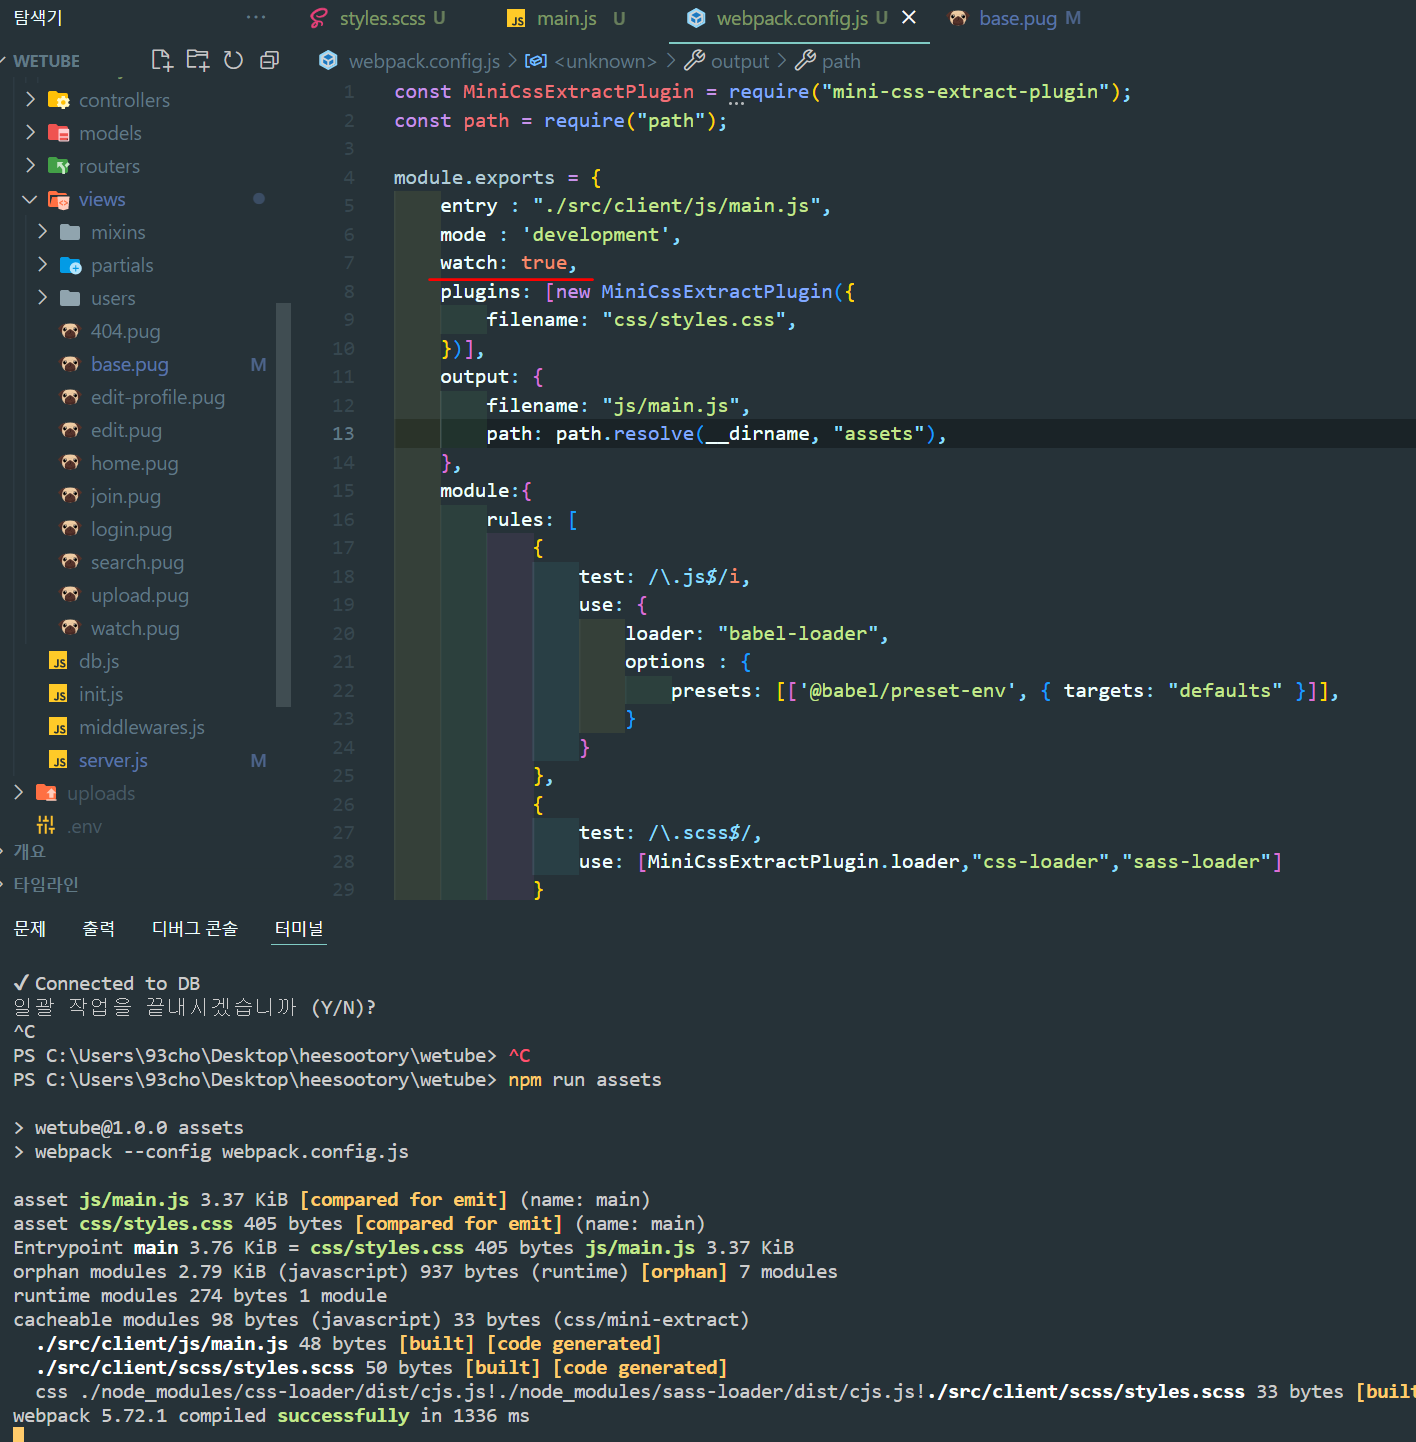 탐색기 ···
styles.scss U
main.js U
webpack.config.js U
base.pug M
WETUBE
controllers
models
routers
views
mixins
partials
users
404.pug
base.pug M
edit-profile.pug
edit.pug
home.pug
join.pug
login.pug
search.pug
upload.pug
watch.pug
db.js
init.js
middlewares.js
server.js M
uploads
.env
개요
타임라인
webpack.config.js > <unknown> > output > path
1 const MiniCssExtractPlugin = require("mini-css-extract-plugin");
2 const path = require("path");
3
4 module.exports = {
5 entry : "./src/client/js/main.js",
6 mode : 'development',
7 watch: true,
8 plugins: [new MiniCssExtractPlugin({
9 filename: "css/styles.css",
10 })],
11 output: {
12 filename: "js/main.js",
13 path: path.resolve(__dirname, "assets"),
14 },
15 module:{
16 rules: [
17 {
18 test: /\.js$/i,
19 use: {
20 loader: "babel-loader",
21 options : {
22 presets: [['@babel/preset-env', { targets: "defaults" }]],
23 }
24 }
25 },
26 {
27 test: /\.scss$/,
28 use: [MiniCssExtractPlugin.loader,"css-loader","sass-loader"]
29 }
문제 출력 디버그 콘솔 터미널
✓Connected to DB
일괄 작업을 끝내시겠습니까 (Y/N)?
^C
PS C:\Users\93cho\Desktop\heesootory\wetube> ^C
PS C:\Users\93cho\Desktop\heesootory\wetube> npm run assets
> wetube@1.0.0 assets
> webpack --config webpack.config.js
asset js/main.js 3.37 KiB [compared for emit] (name: main)
asset css/styles.css 405 bytes [compared for emit] (name: main)
Entrypoint main 3.76 KiB = css/styles.css 405 bytes js/main.js 3.37 KiB
orphan modules 2.79 KiB (javascript) 937 bytes (runtime) [orphan] 7 modules
runtime modules 274 bytes 1 module
cacheable modules 98 bytes (javascript) 33 bytes (css/mini-extract)
./src/client/js/main.js 48 bytes [built] [code generated]
./src/client/scss/styles.scss 50 bytes [built] [code generated]
css ./node_modules/css-loader/dist/cjs.js!./node_modules/sass-loader/dist/cjs.js!./src/client/scss/styles.scss 33 bytes [built
webpack 5.72.1 compiled successfully in 1336 ms